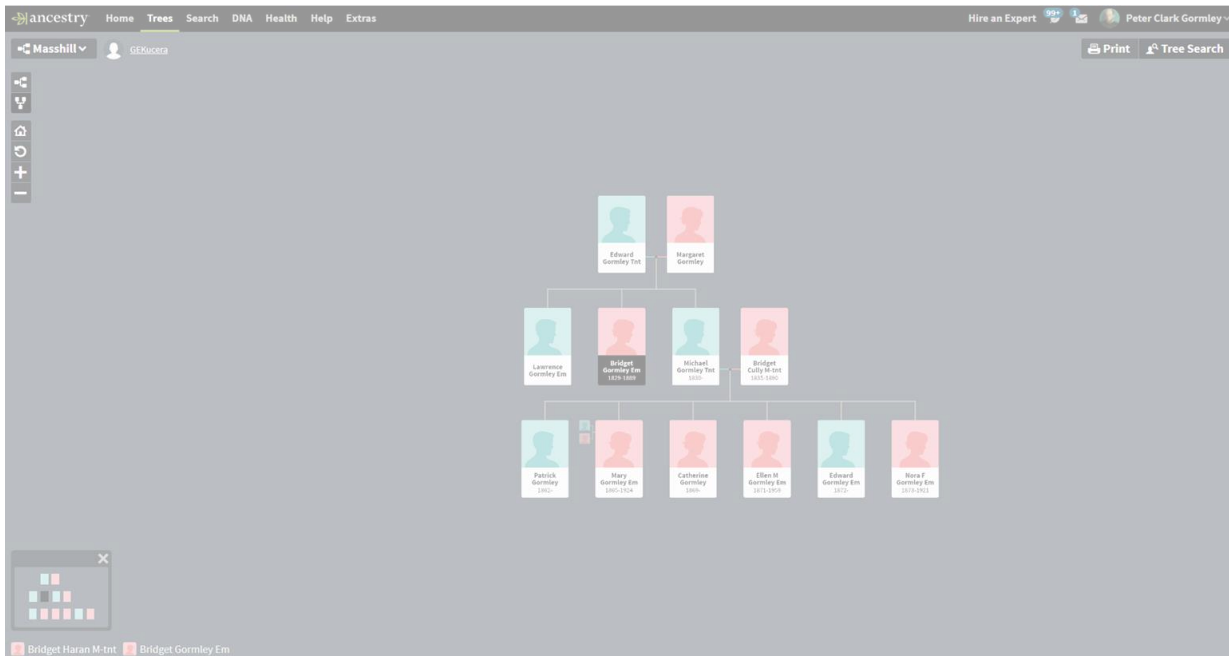 ancestry Home Trees Search DNA Health Help Extras Hire an Expert 99+ 1 Peter Clark Gormley
Masshill GEKucera Print Tree Search
Edward
Gormley Tnt
Margaret
Gormley
Lawrence
Gormley Em
Bridget
Gormley Em
1829-1889
Michael
Gormley Tnt
Bridget
Cully M-tnt
Patrick
Gormley
Mary
Gormley Em
Catherine
Gormley
Ellen M
Gormley Em
Edward
Gormley Em
1872-
Nora F
Gormley Em
Bridget Haran M-tnt Bridget Gormley Em